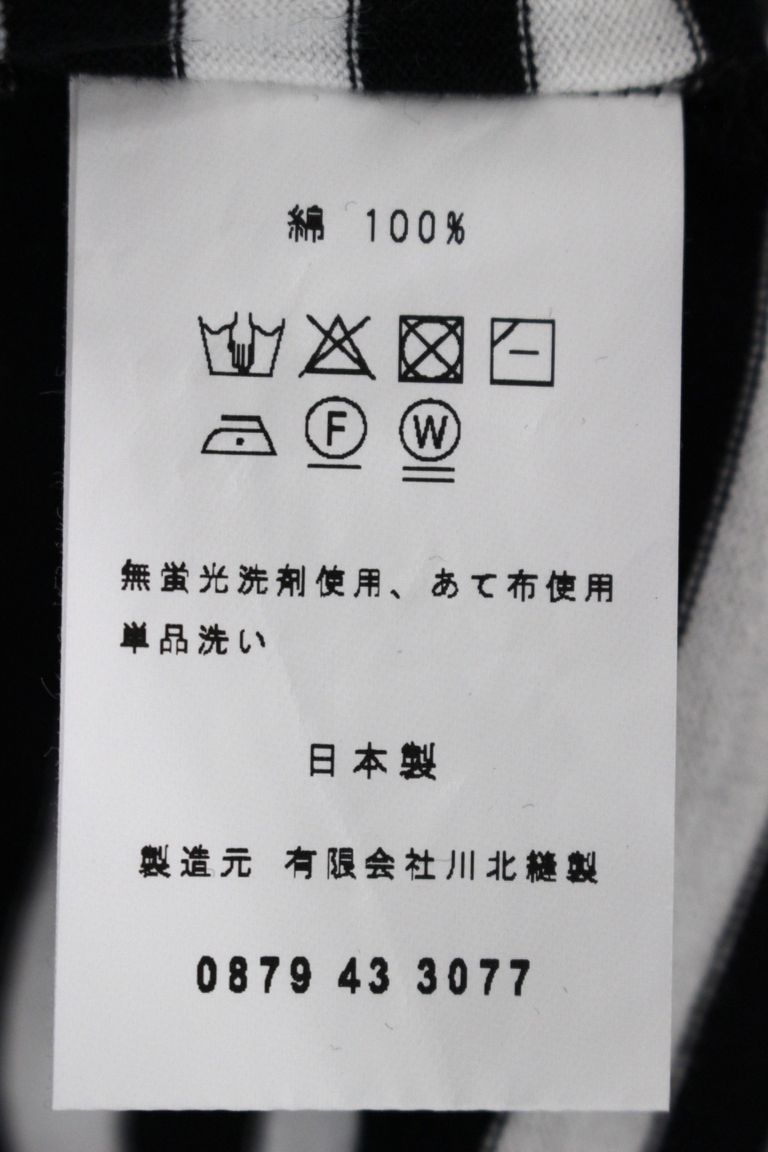 綿 100%
F W
無蛍光洗剤使用、あて布使用
単品洗い
日本製
製造元 有限会社川北縫製
0879 43 3077